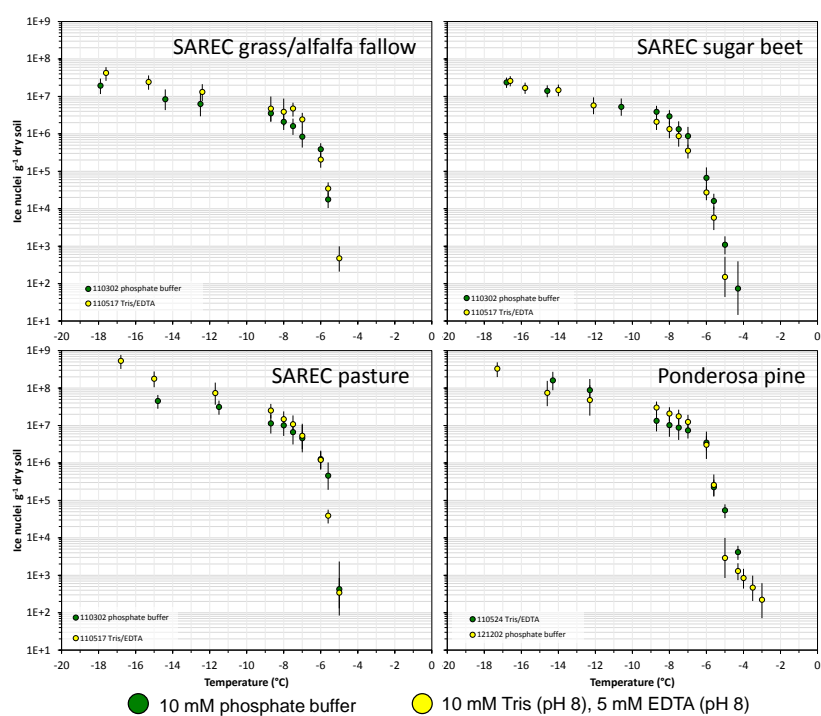 SAREC grass/alfalfa fallow
1E+9
1E+8
1E+7
1E+6
1E+5
1E+4
1E+3
1E+2
1E+1
Ice nuclei g-1 dry soil
110302 phosphate buffer
110517 Tris/EDTA
-20 -18 -16 -14 -12 -10 -8 -6 -4 -2 0
SAREC sugar beet
110302 phosphate buffer
110517 Tris/EDTA
-20 -18 -16 -14 -12 -10 -8 -6 -4 -2 0
SAREC pasture
1E+9
1E+8
1E+7
1E+6
1E+5
1E+4
1E+3
1E+2
1E+1
Ice nuclei g-1 dry soil
110302 phosphate buffer
110517 Tris/EDTA
-20 -18 -16 -14 -12 -10 -8 -6 -4 -2 0
Temperature (°C)
Ponderosa pine
110524 Tris/EDTA
121202 phosphate buffer
-20 -18 -16 -14 -12 -10 -8 -6 -4 -2 0
Temperature (°C)
10 mM phosphate buffer
10 mM Tris (pH 8), 5 mM EDTA (pH 8)